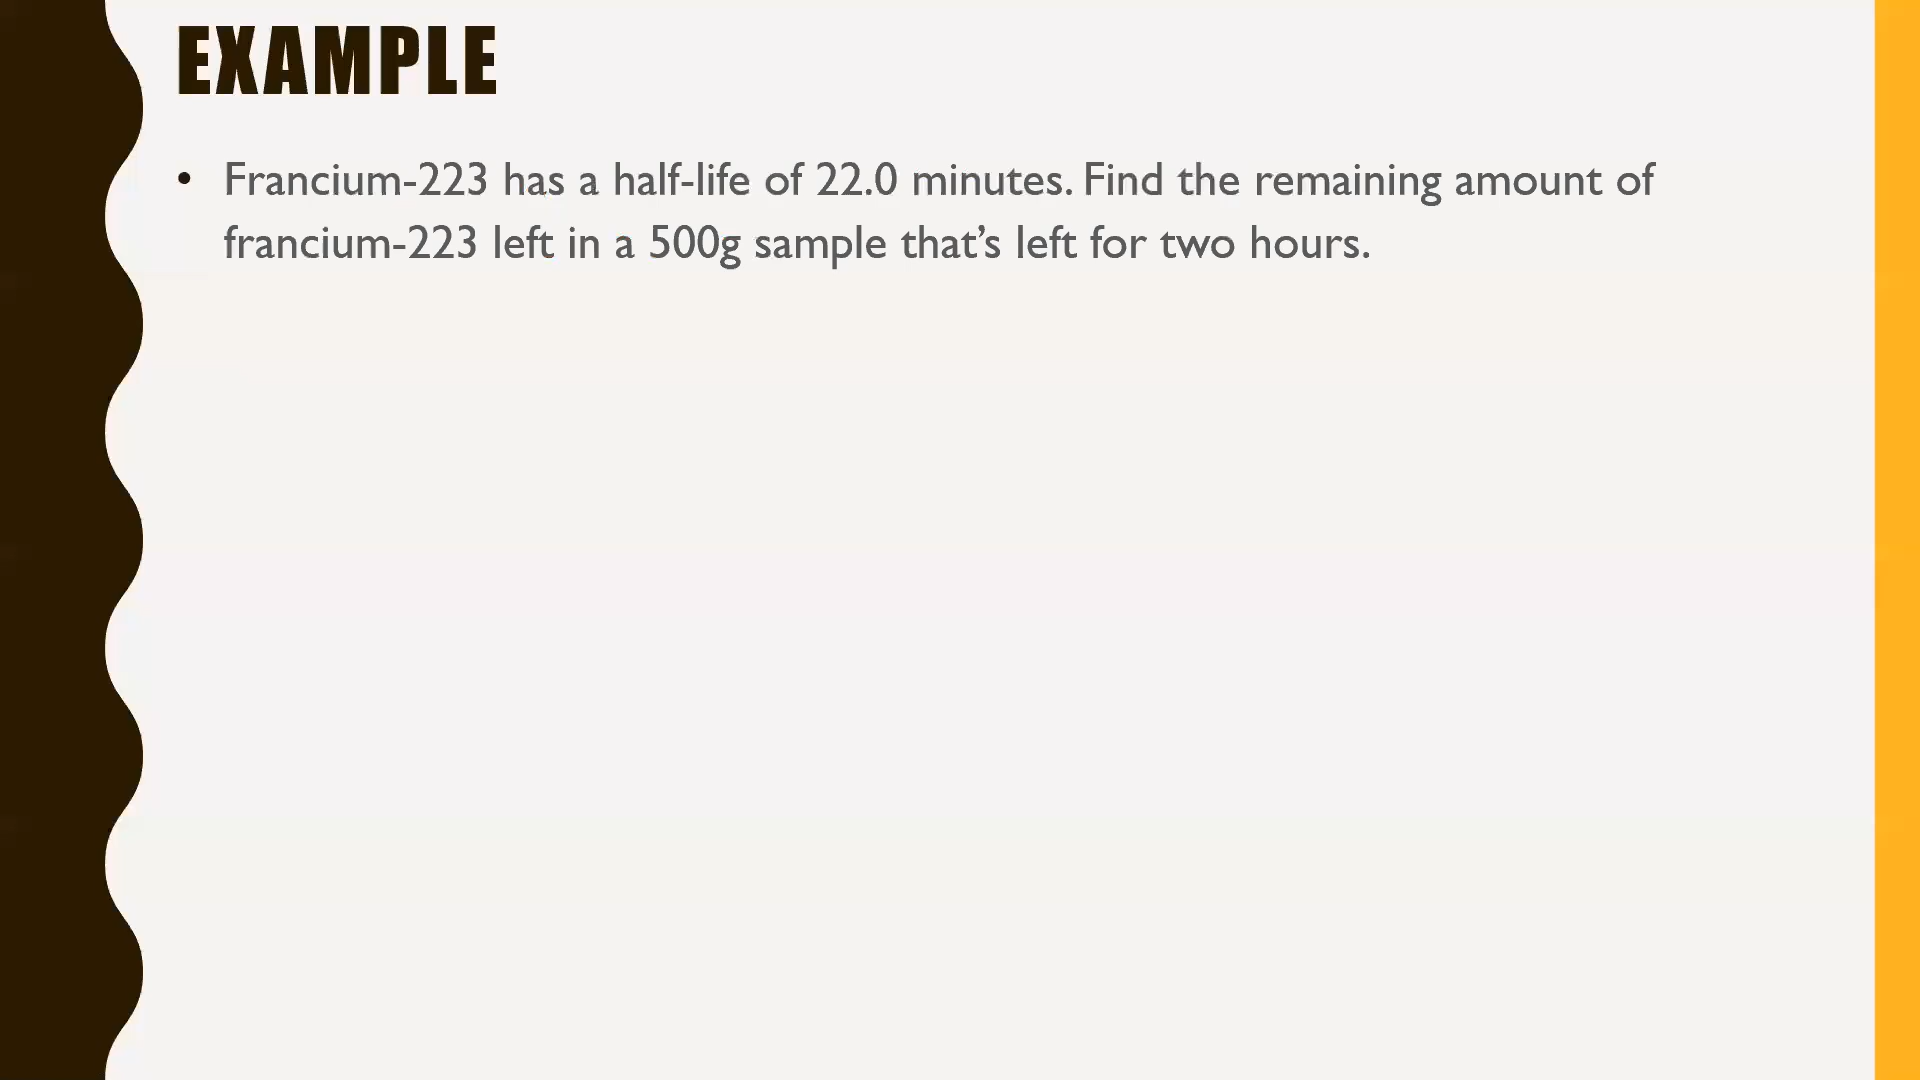 EXAMPLE
• Francium-223 has a half-life of 22.0 minutes. Find the remaining amount of
francium-223 left in a 500g sample that’s left for two hours.